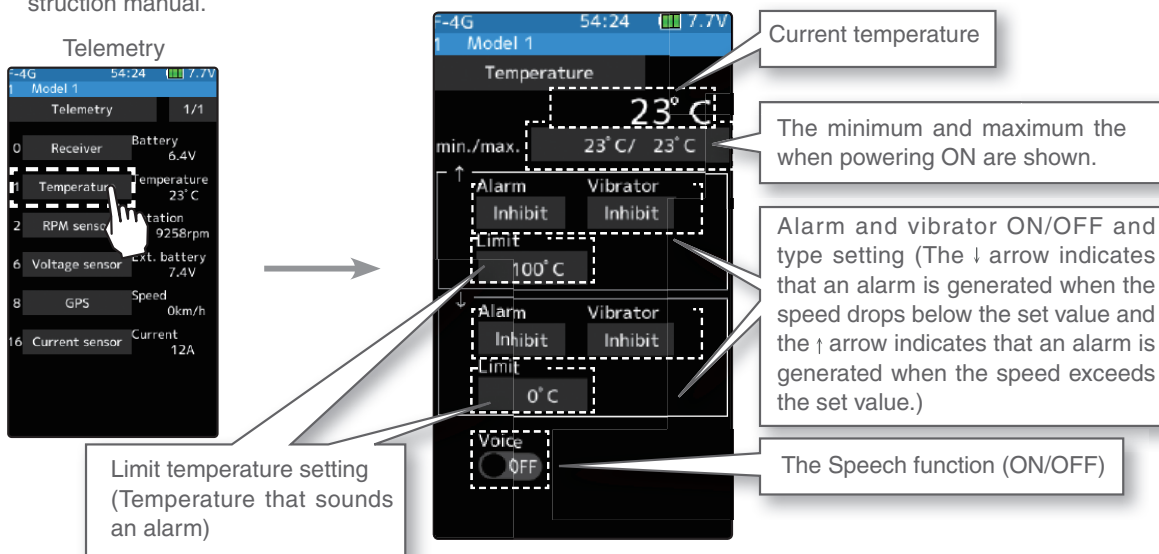 struction manual.
Telemetry
F-4G 54:24 7.7V
1 Model 1
Telemetry 1/1
0 Receiver Battery
6.4V
1 Temperature Temperature
23°C
2 RPM sensor
9258rpm
6 Voltage sensor Ext. battery
7.4V
8 GPS Speed
0km/h
16 Current sensor Current
12A
F-4G 54:24 7.7V
1 Model 1
Temperature
23°C
min./max. 23°C/ 23°C
↑
Alarm Vibrator
Inhibit Inhibit
Limit
100°C
↓
Alarm Vibrator
Inhibit Inhibit
Limit
0°C
Voice
OFF
Current temperature
The minimum and maximum the
when powering ON are shown.
Alarm and vibrator ON/OFF and
type setting (The ↓ arrow indicates
that an alarm is generated when the
speed drops below the set value and
the ↑ arrow indicates that an alarm is
generated when the speed exceeds
the set value.)
The Speech function (ON/OFF)
Limit temperature setting
(Temperature that sounds
an alarm)